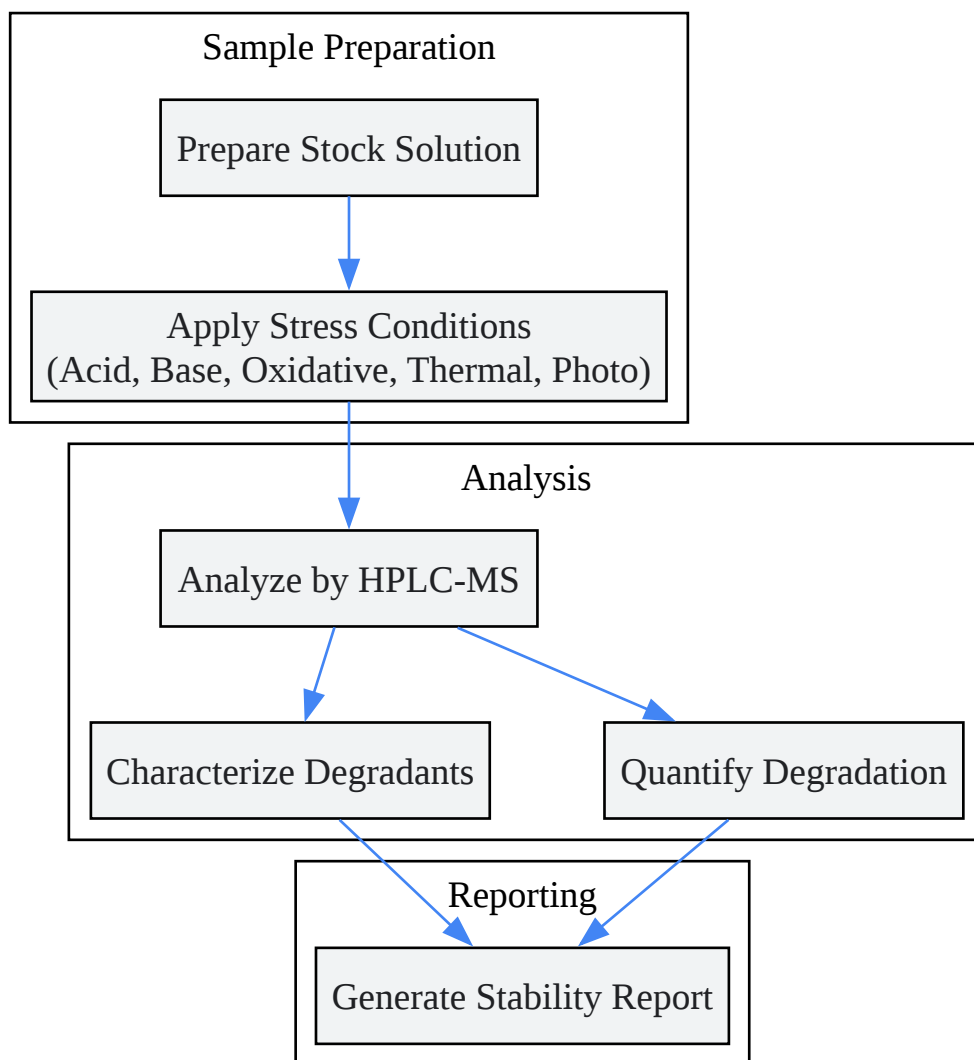 Sample Preparation
Prepare Stock Solution
Apply Stress Conditions
(Acid, Base, Oxidative, Thermal, Photo)
Analysis
Analyze by HPLC-MS
Characterize Degradants
Quantify Degradation
Reporting
Generate Stability Report